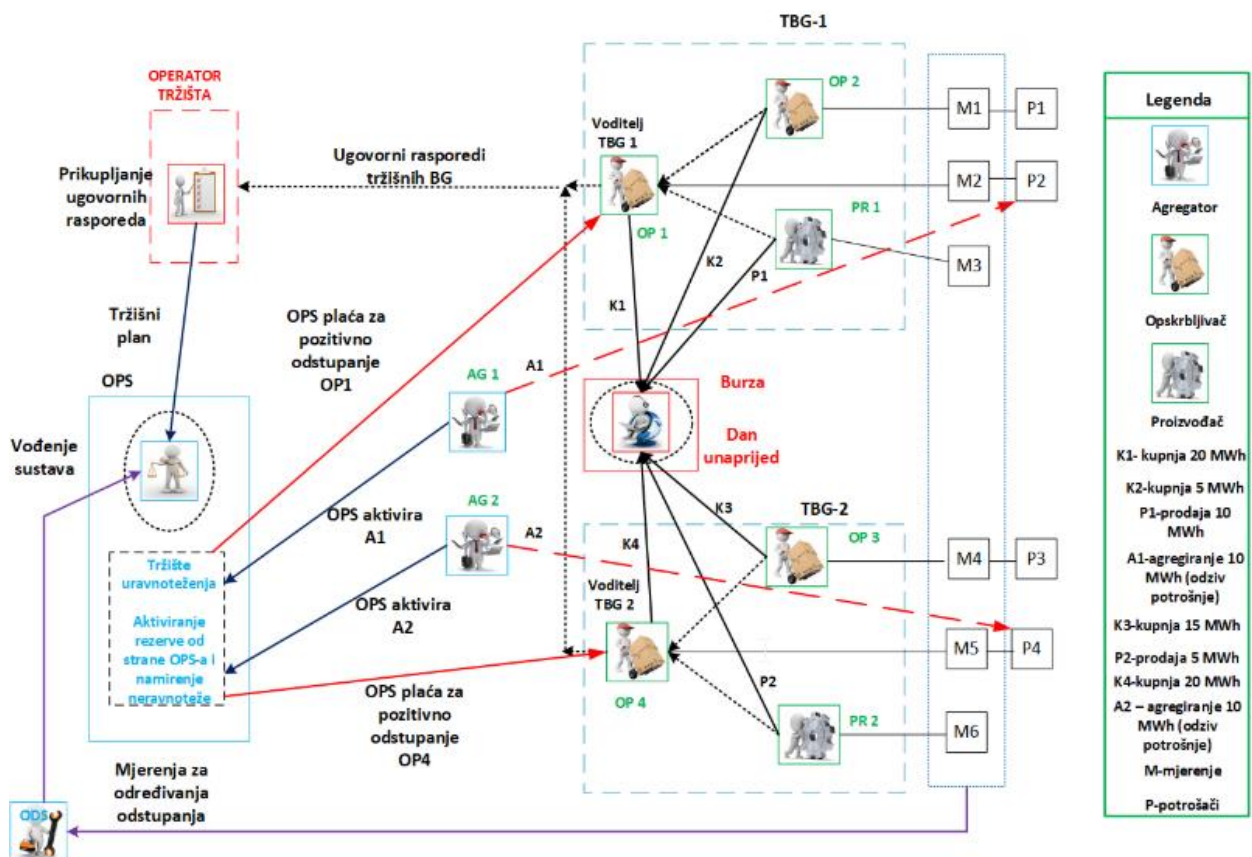 TBG-1
OPERATOR
TRŽIŠTA
Prikupljanje
ugovornih
rasporeda
Ugovorni rasporedi
tržišnih BG
Voditelj
TBG 1
OP 1
OP 2
PR 1
M1
P1
M2
P2
M3
K1
K2
P1
Tržišni
plan
OPS plaća za
pozitivno
odstupanje
OP1
OPS
Vođenje
sustava
AG 1
A1
OPS aktivira
A1
AG 2
A2
OPS aktivira
A2
Burza
Dan
unaprijed
Tržište
uravnoteženja
Aktiviranje
rezerve od
strane OPS-a i
namirenje
neravnoteže
OPS plaća za
pozitivno
odstupanje
OP4
K3
K4
TBG-2
OP 3
Voditelj
TBG 2
OP 4
P2
PR 2
M4
P3
M5
P4
M6
Mjerenja za
određivanja
odstupanja
ODS
Legenda
Agregator
Opskrbljivač
Proizvođač
K1- kupnja 20 MWh
K2-kupnja 5 MWh
P1-prodaja 10
MWh
A1-agregiranje 10
MWh (odziv
potrošnje)
K3-kupnja 15 MWh
P2-prodaja 5 MWh
K4-kupnja 20 MWh
A2 – agregiranje 10
MWh (odziv
potrošnje)
M-mjerenje
P-potrošači